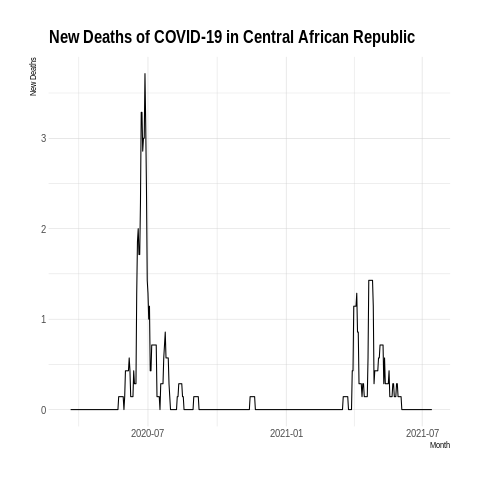 New Deaths of COVID-19 in Central African Republic
New Deaths
3
2
1
0
2020-07
2021-01
2021-07
Month